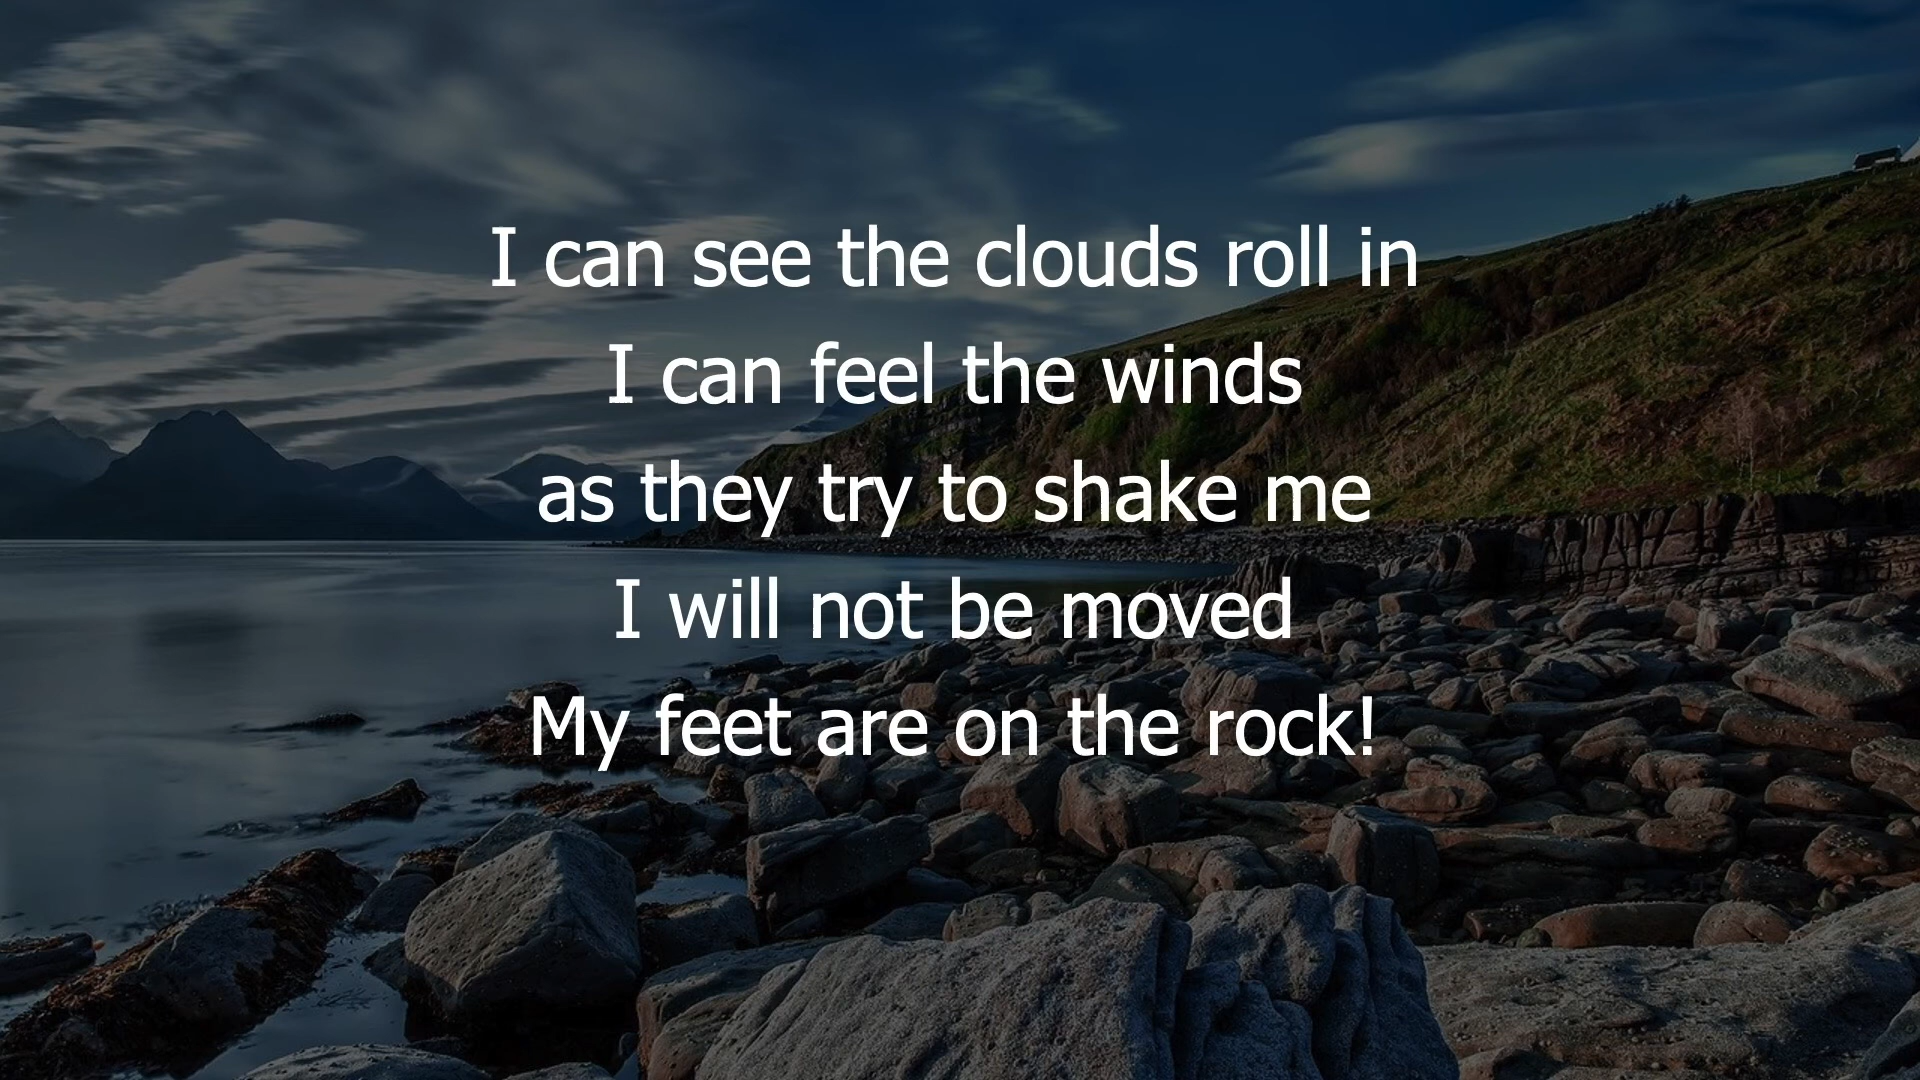 I can see the clouds roll in
I can feel the winds
as they try to shake me
I will not be moved
My feet are on the rock!